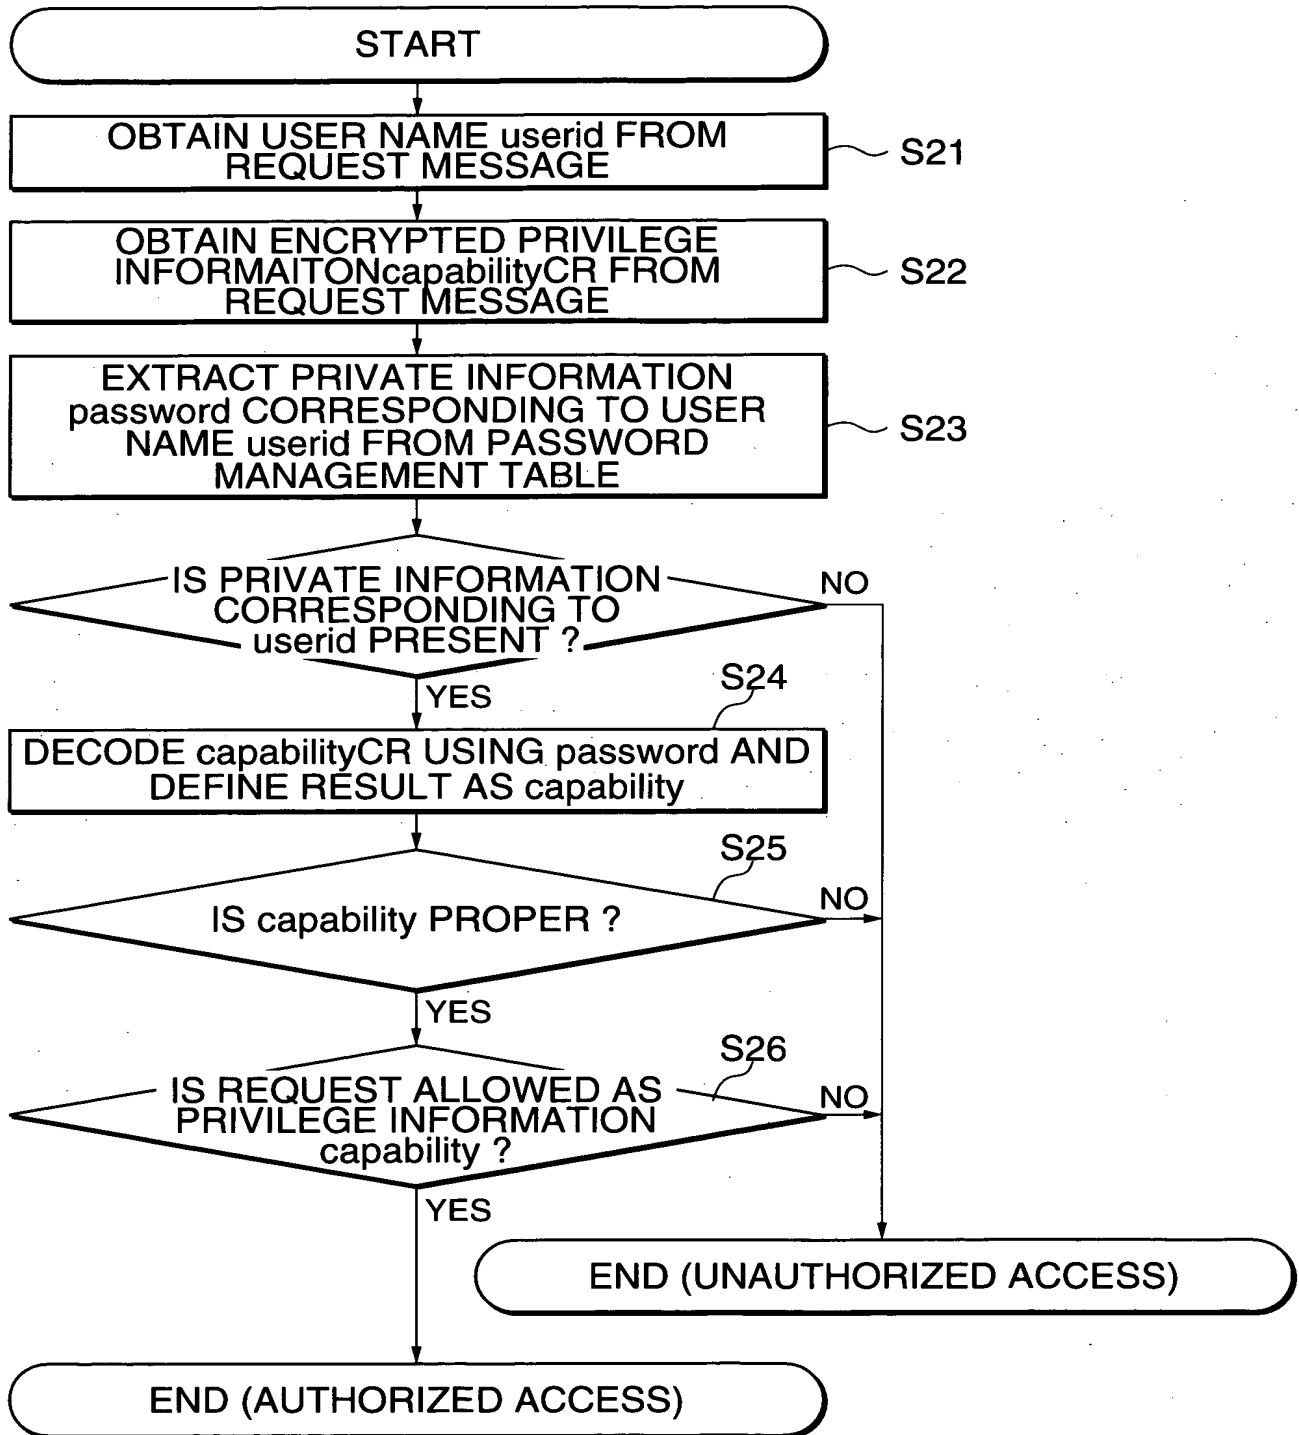 START
OBTAIN USER NAME userid FROM
REQUEST MESSAGE
S21
OBTAIN ENCRYPTED PRIVILEGE
INFORMAITONcapabilityCR FROM
REQUEST MESSAGE
S22
EXTRACT PRIVATE INFORMATION
password CORRESPONDING TO USER
NAME userid FROM PASSWORD
MANAGEMENT TABLE
S23
IS PRIVATE INFORMATION
CORRESPONDING TO
userid PRESENT ?
NO
YES
S24
DECODE capabilityCR USING password AND
DEFINE RESULT AS capability
S25
IS capability PROPER ?
NO
YES
S26
IS REQUEST ALLOWED AS
PRIVILEGE INFORMATION
capability ?
NO
YES
END (UNAUTHORIZED ACCESS)
END (AUTHORIZED ACCESS)